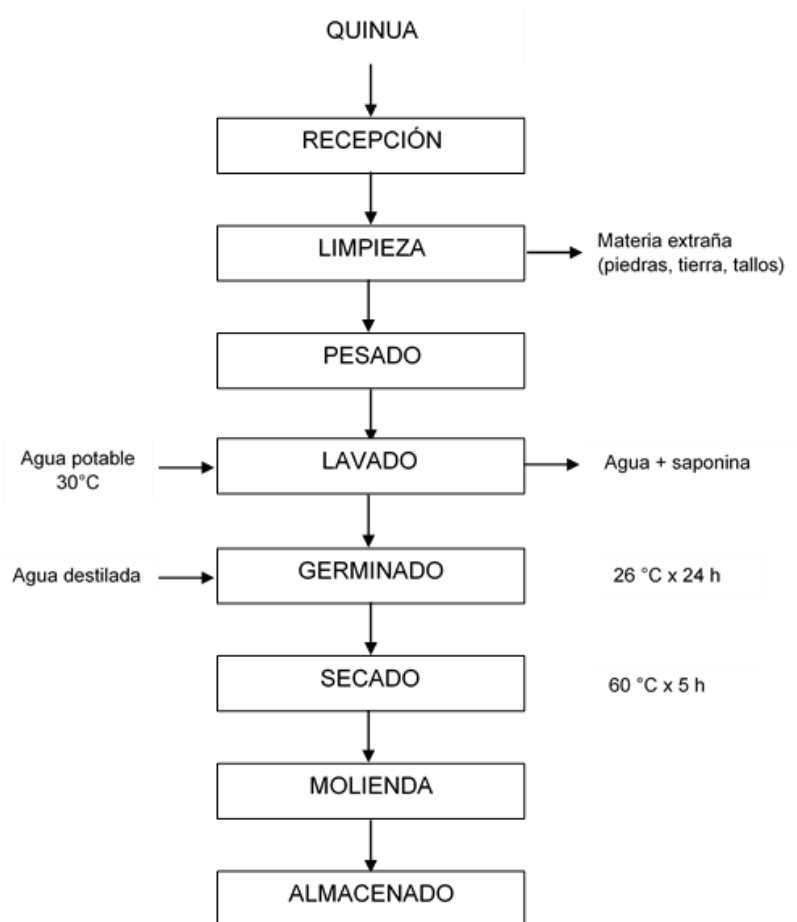 QUINUA
RECEPCIÓN
LIMPIEZA
Materia extraña
(piedras, tierra, tallos)
PESADO
Agua potable
30°C
LAVADO
Agua + saponina
Agua destilada
GERMINADO
26 °C x 24 h
SECADO
60 °C x 5 h
MOLIENDA
ALMACENADO